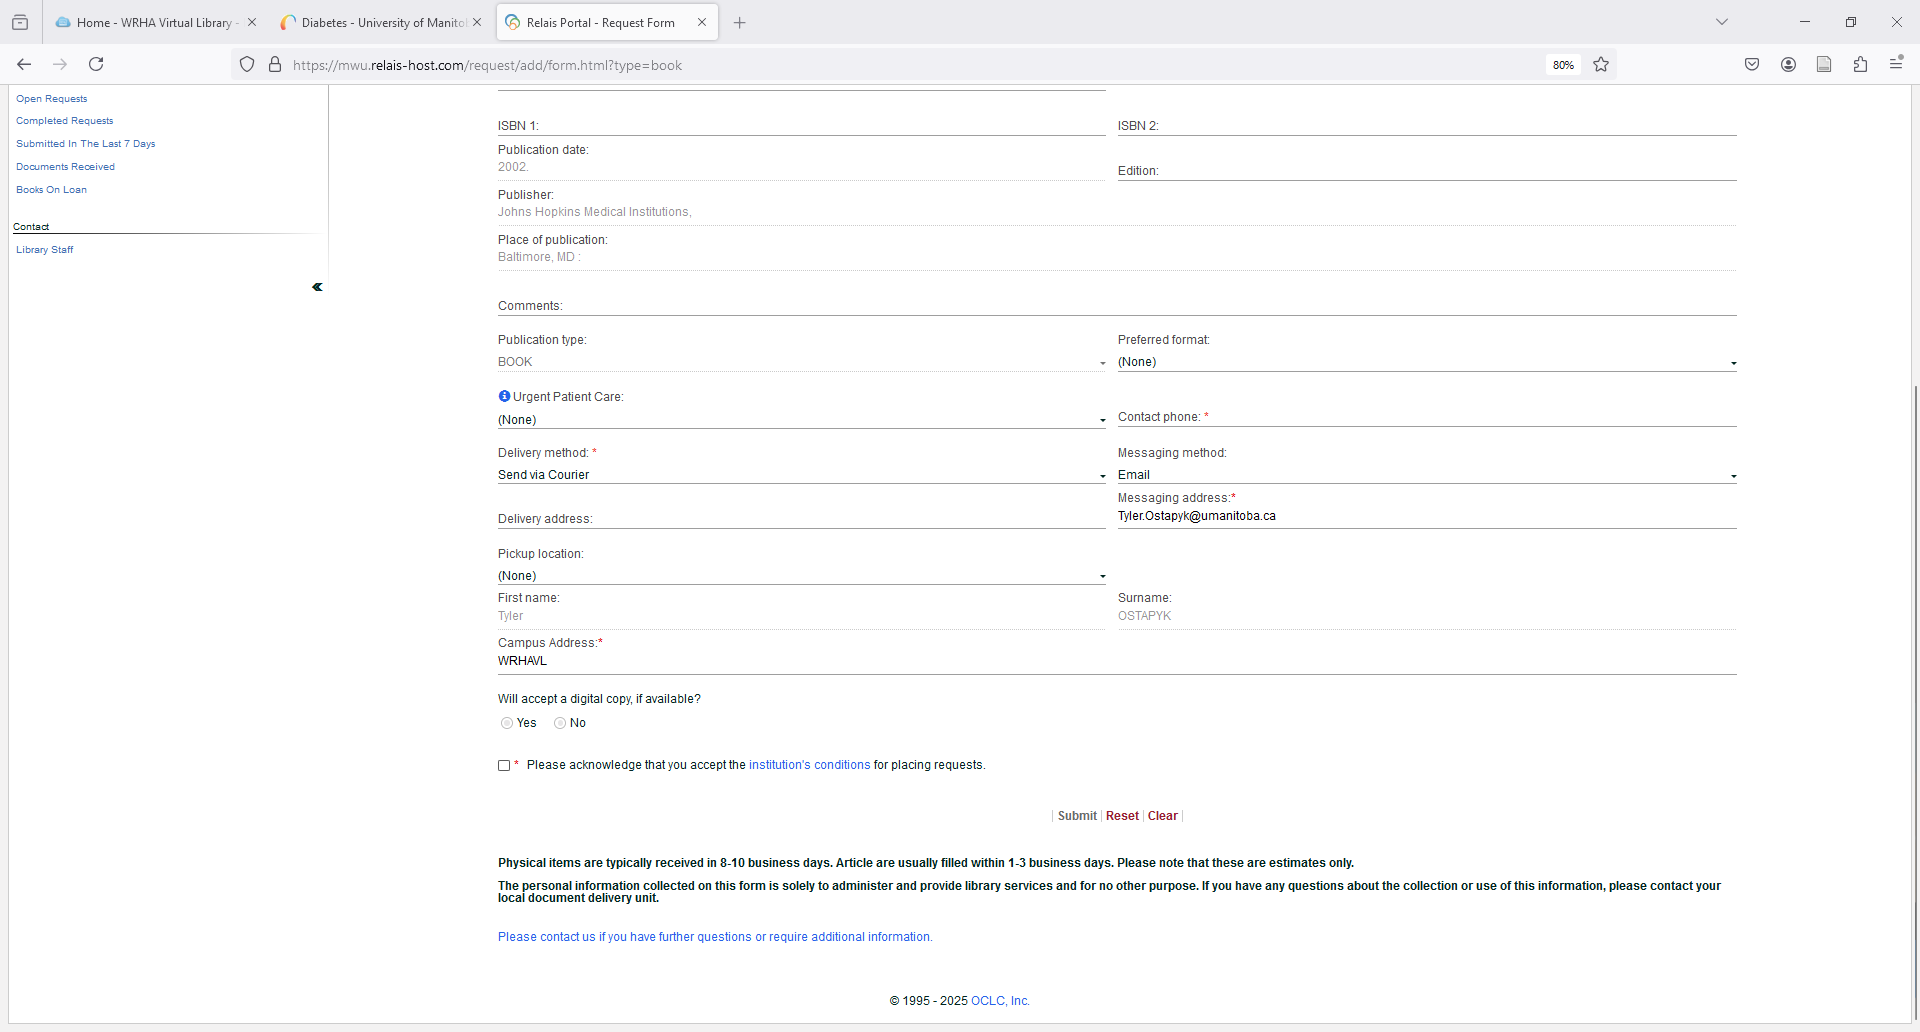 Home - WRHA Virtual Library -
Diabetes - University of Manitol
Relais Portal - Request Form
https://mwu.relais-host.com/request/add/form.html?type=book
80%
Open Requests
Completed Requests
Submitted In The Last 7 Days
Documents Received
Books On Loan
Contact
Library Staff
ISBN 1:
ISBN 2:
Publication date:
2002.
Edition:
Publisher:
Johns Hopkins Medical Institutions,
Place of publication:
Baltimore, MD :
Comments:
Publication type:
BOOK
Preferred format:
(None)
Urgent Patient Care:
(None)
Contact phone: *
Delivery method: *
Send via Courier
Messaging method:
Email
Messaging address:*
Tyler.Ostapyk@umanitoba.ca
Delivery address:
Pickup location:
(None)
First name:
Tyler
Surname:
OSTAPYK
Campus Address:*
WRHAVL
Will accept a digital copy, if available?
Yes No
* Please acknowledge that you accept the institution's conditions for placing requests.
| Submit | Reset | Clear |
Physical items are typically received in 8-10 business days. Article are usually filled within 1-3 business days. Please note that these are estimates only.
The personal information collected on this form is solely to administer and provide library services and for no other purpose. If you have any questions about the collection or use of this information, please contact your
local document delivery unit.
Please contact us if you have further questions or require additional information.
© 1995 - 2025 OCLC, Inc.